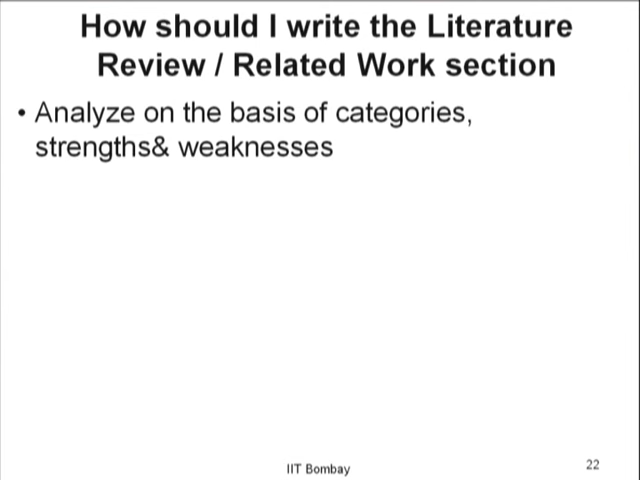 How should I write the Literature
Review / Related Work section
• Analyze on the basis of categories,
strengths& weaknesses
IIT Bombay
22